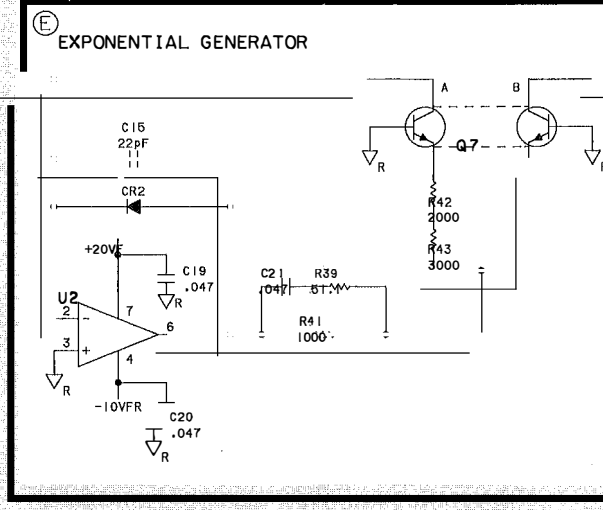 E
EXPONENTIAL GENERATOR
A
B
C15
22pF
Q7
R
R
CR2
R42
2000
+20VF
R43
3000
C19
.047
C21
R39
.047
51.1
U2
R
7
2
-
6
R41
1000
3
+
4
R
-10VFR
C20
.047
R